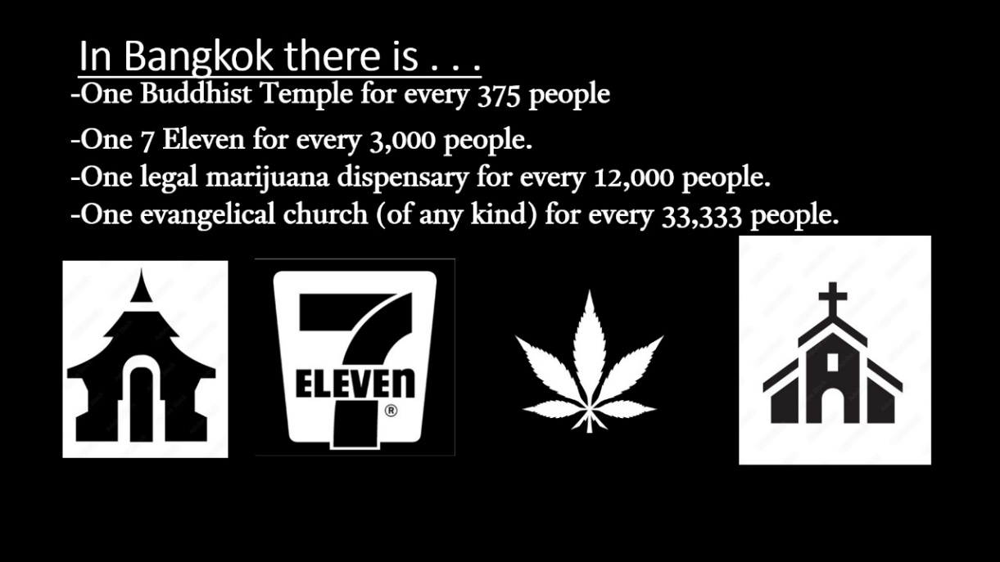 In Bangkok there is . . .
-One Buddhist Temple for every 375 people
-One 7 Eleven for every 3,000 people.
-One legal marijuana dispensary for every 12,000 people.
-One evangelical church (of any kind) for every 33,333 people.
7
ELEVEN
®